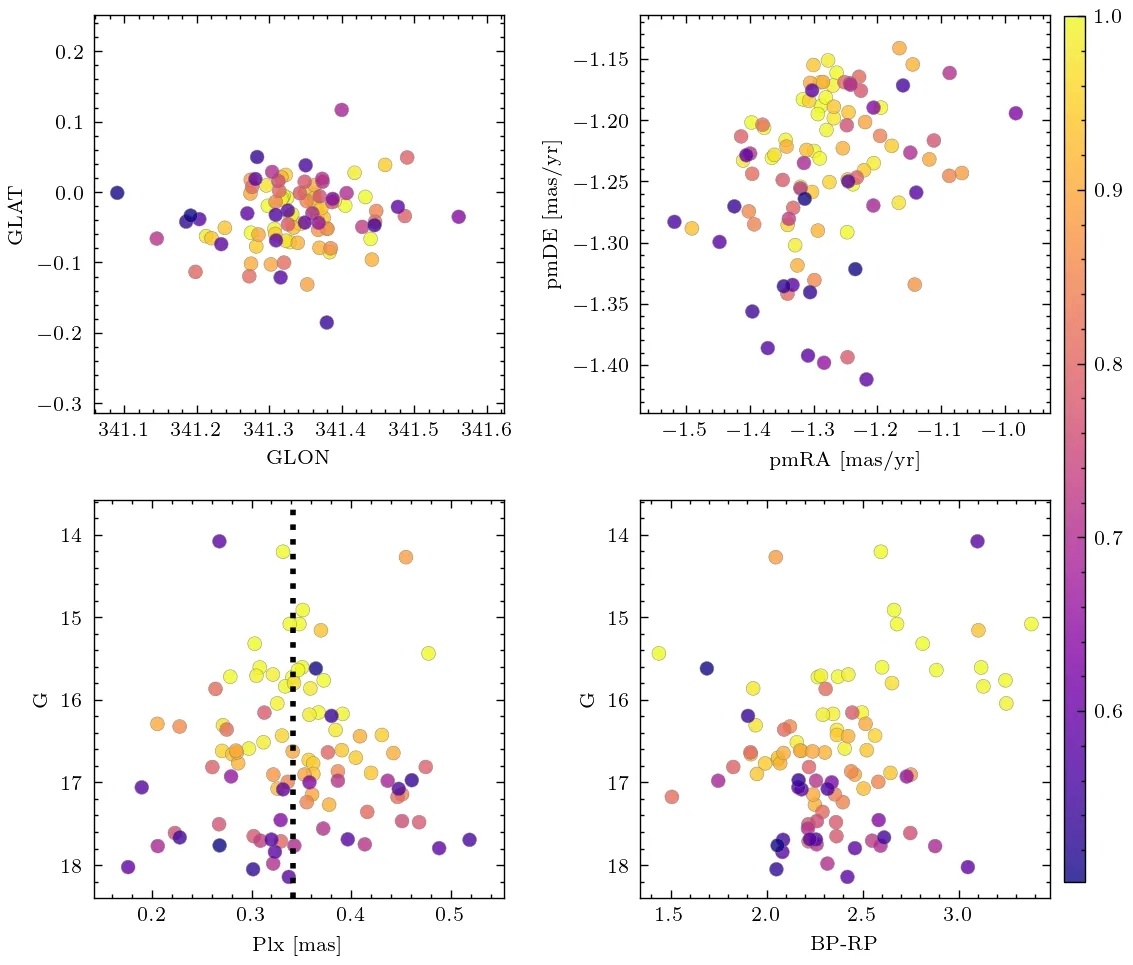 0.2
0.1
0.0
−0.1
−0.2
−0.3
GLAT
341.1 341.2 341.3 341.4 341.5 341.6
GLON
−1.15
−1.20
−1.25
−1.30
−1.35
−1.40
pmDE [mas/yr]
−1.5 −1.4 −1.3 −1.2 −1.1 −1.0
pmRA [mas/yr]
14
15
16
17
18
G
0.2 0.3 0.4 0.5
Plx [mas]
14
15
16
17
18
G
1.5 2.0 2.5 3.0
BP-RP
1.0
0.9
0.8
0.7
0.6